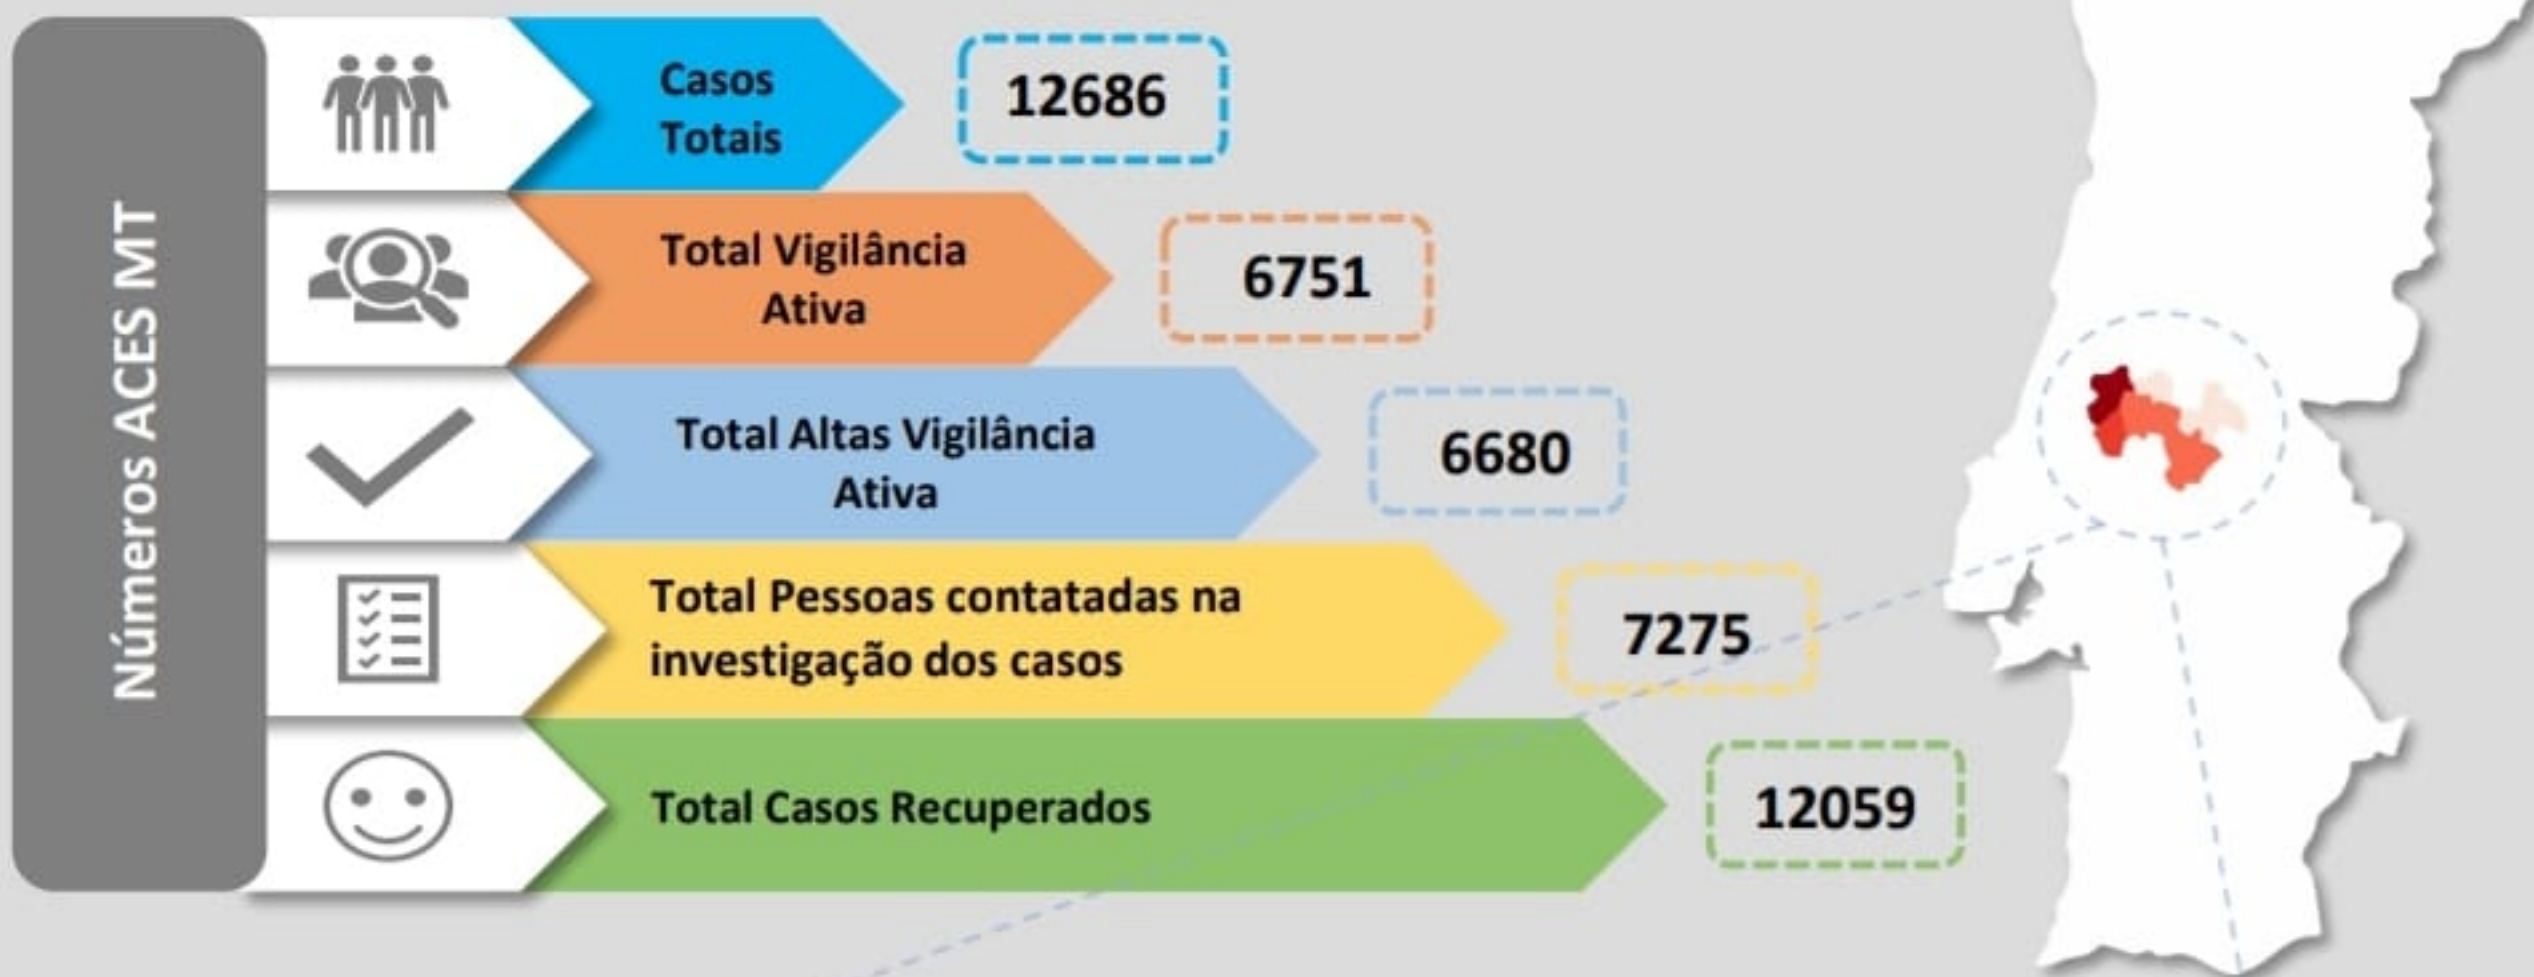 Números ACES MT
Casos
Totais
12686
Total Vigilância
Ativa
6751
Total Altas Vigilância
Ativa
6680
Total Pessoas contatadas na
investigação dos casos
7275
Total Casos Recuperados
12059